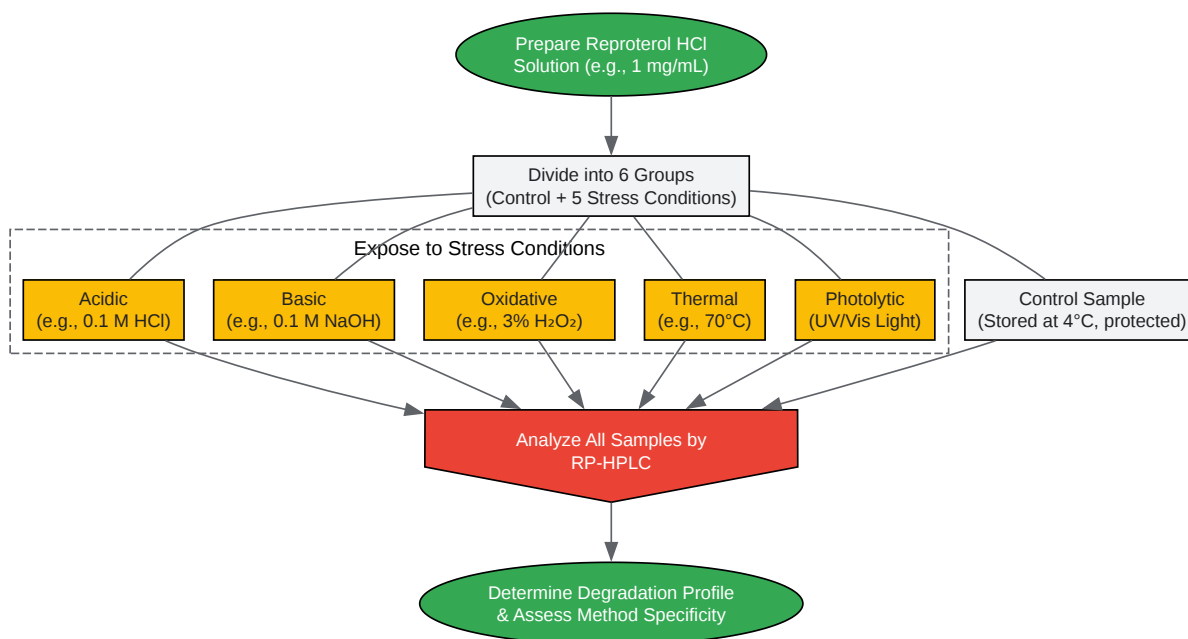 Prepare Reproterol HCl
Solution (e.g., 1 mg/mL)
Divide into 6 Groups
(Control + 5 Stress Conditions)
Expose to Stress Conditions
Acidic
(e.g., 0.1 M HCl)
Basic
(e.g., 0.1 M NaOH)
Oxidative
(e.g., 3% H₂O₂)
Thermal
(e.g., 70°C)
Photolytic
(UV/Vis Light)
Control Sample
(Stored at 4°C, protected)
Analyze All Samples by
RP-HPLC
Determine Degradation Profile
& Assess Method Specificity